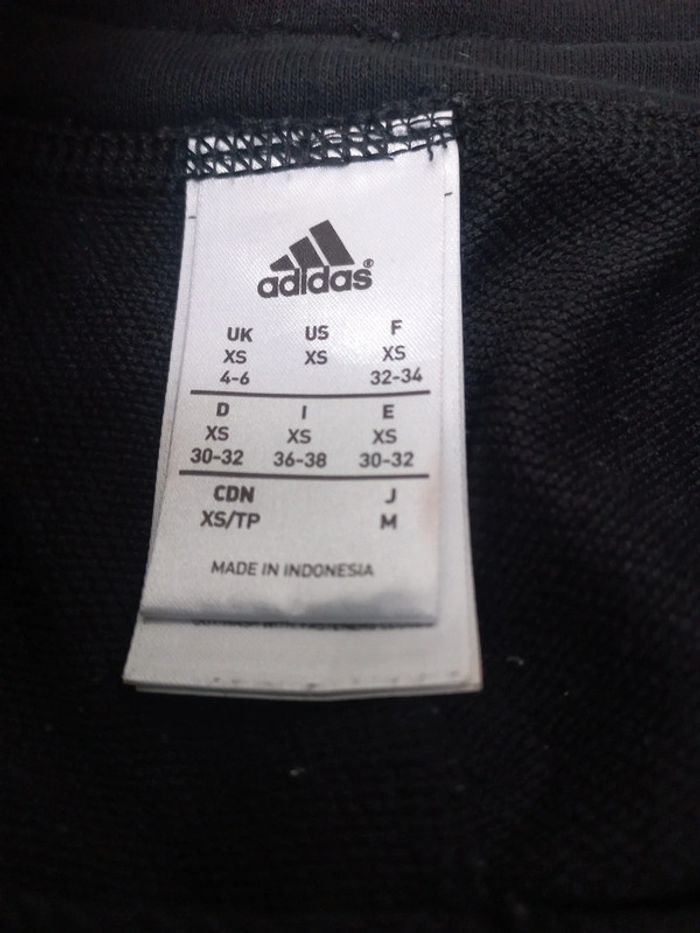 adidas®
UK US F
XS XS XS
4-6 32-34
D I E
XS XS XS
30-32 36-38 30-32
CDN J
XS/TP M
MADE IN INDONESIA